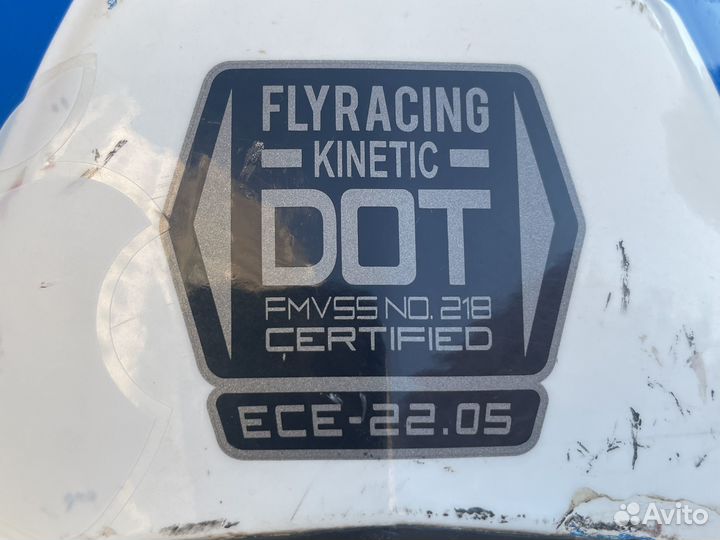 FLYRACING
KINETIC
DOT
FMVSS NO. 218
CERTIFIED
ECE-22.05
Avito